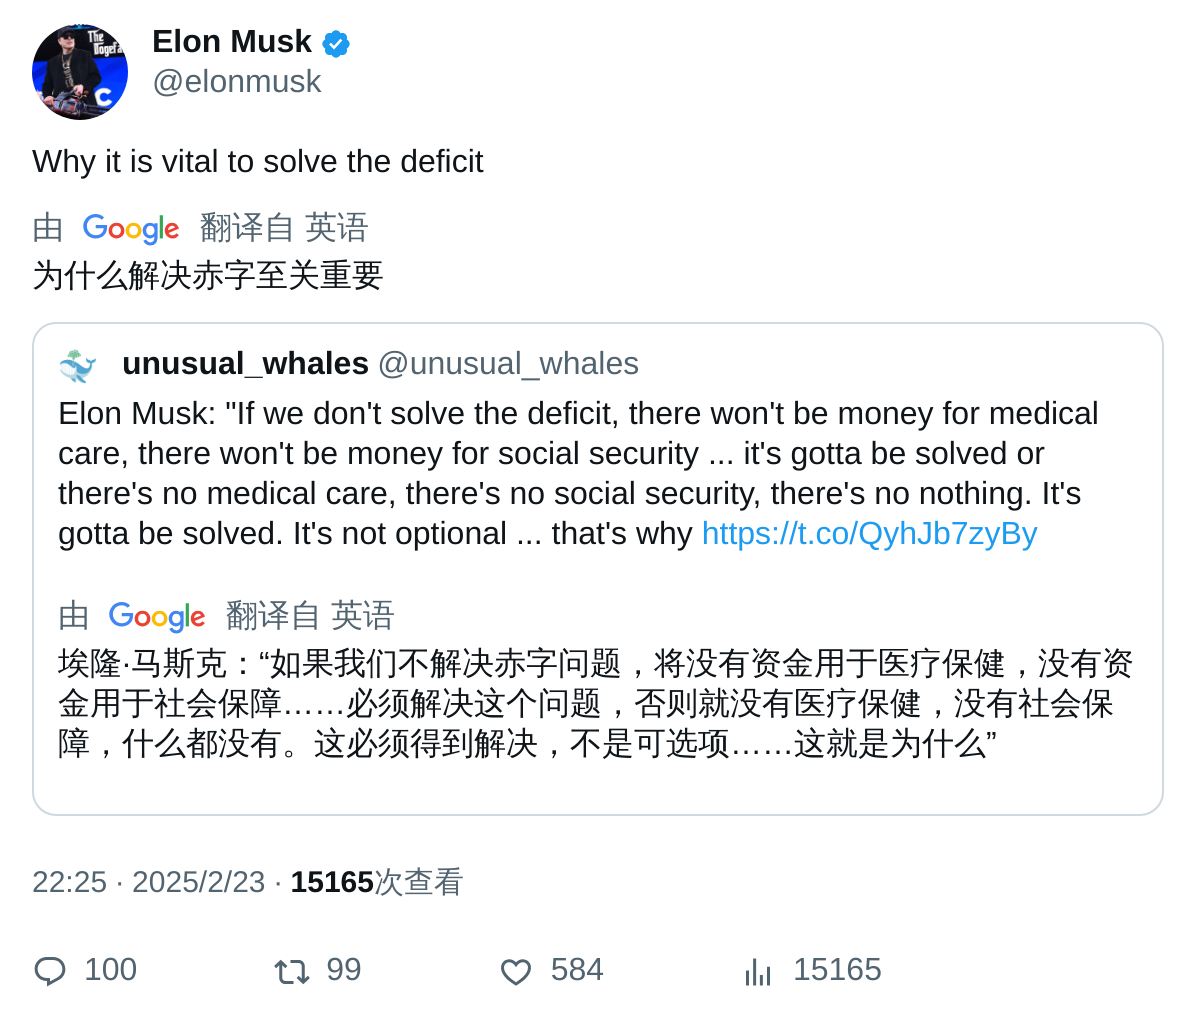 The
Dogefa
C
Elon Musk
@elonmusk
Why it is vital to solve the deficit
由 Google 翻译自 英语
为什么解决赤字至关重要
unusual_whales @unusual_whales
Elon Musk: "If we don't solve the deficit, there won't be money for medical
care, there won't be money for social security ... it's gotta be solved or
there's no medical care, there's no social security, there's no nothing. It's
gotta be solved. It's not optional ... that's why https://t.co/QyhJb7zyBy
由 Google 翻译自 英语
埃隆·马斯克：“如果我们不解决赤字问题，将没有资金用于医疗保健，没有资
金用于社会保障……必须解决这个问题，否则就没有医疗保健，没有社会保
障，什么都没有。这必须得到解决，不是可选项……这就是为什么”
22:25 · 2025/2/23 · 15165次查看
100 99 584 15165